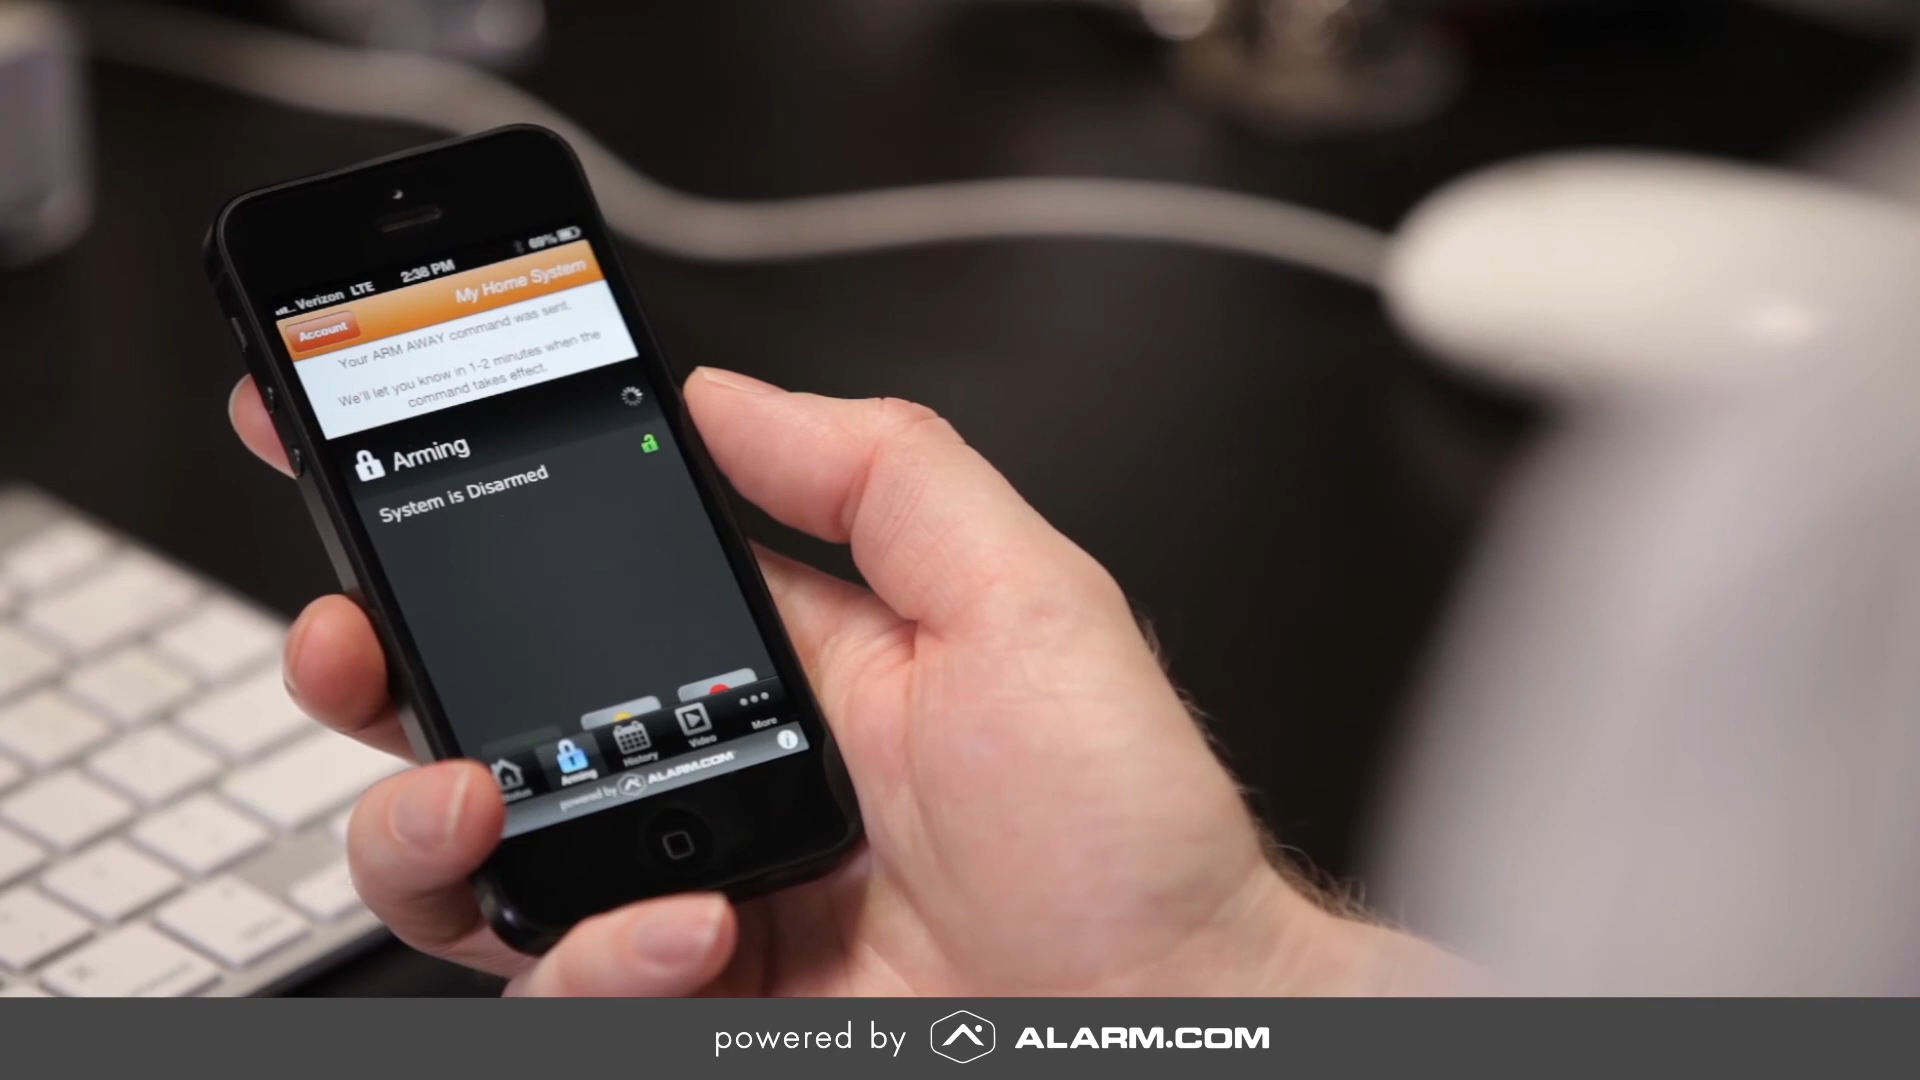 Verizon LTE 2:38 PM 69%
Account My Home System
Your ARM AWAY command was sent.
We'll let you know in 1-2 minutes when the
command takes effect.
Arming
System is Disarmed
Arming History Video More
powered by ALARM.COM
powered by ALARM.COM